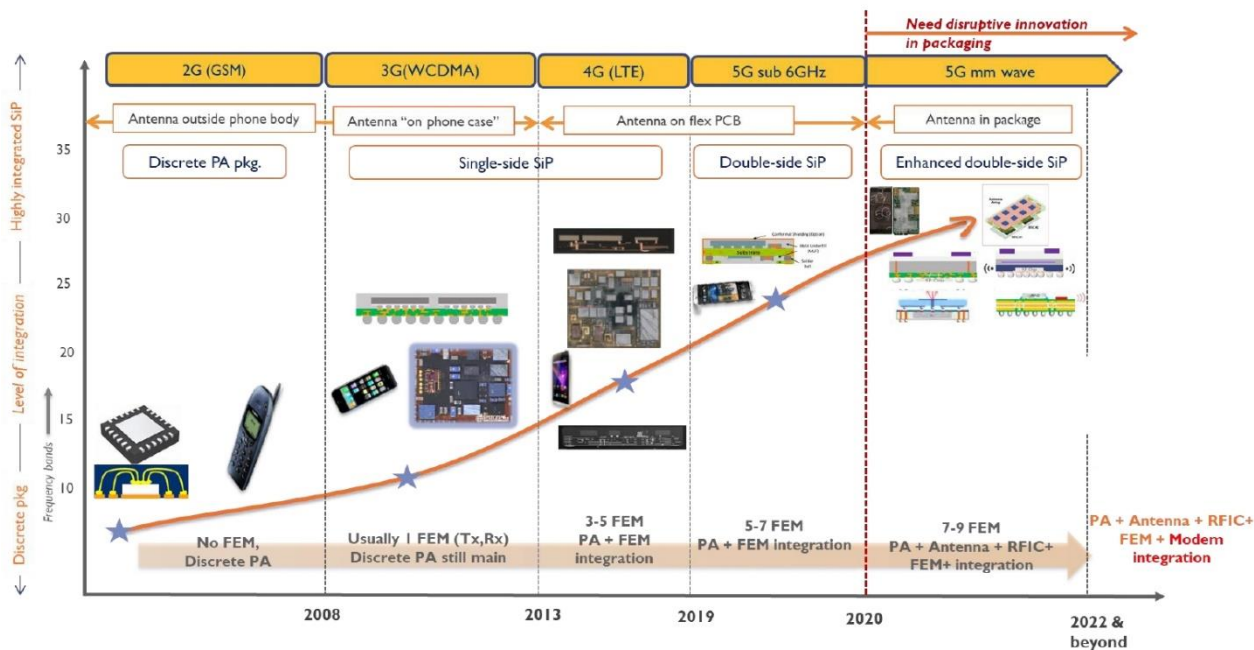 Need disruptive innovation
in packaging
2G (GSM)
3G(WCDMA)
4G (LTE)
5G sub 6GHz
5G mm wave
Antenna outside phone body
Antenna "on phone case"
Antenna on flex PCB
Antenna in package
Discrete PA pkg.
Single-side SiP
Double-side SiP
Enhanced double-side SiP
Highly integrated SiP
Level of integration
Discrete pkg
Frequency bands
35
30
25
20
15
10
No FEM,
Discrete PA
Usually 1 FEM (Tx,Rx)
Discrete PA still main
3-5 FEM
PA + FEM
integration
5-7 FEM
PA + FEM integration
7-9 FEM
PA + Antenna + RFIC+
FEM+ integration
PA + Antenna + RFIC+
FEM + Modem
integration
2008
2013
2019
2020
2022 &
beyond